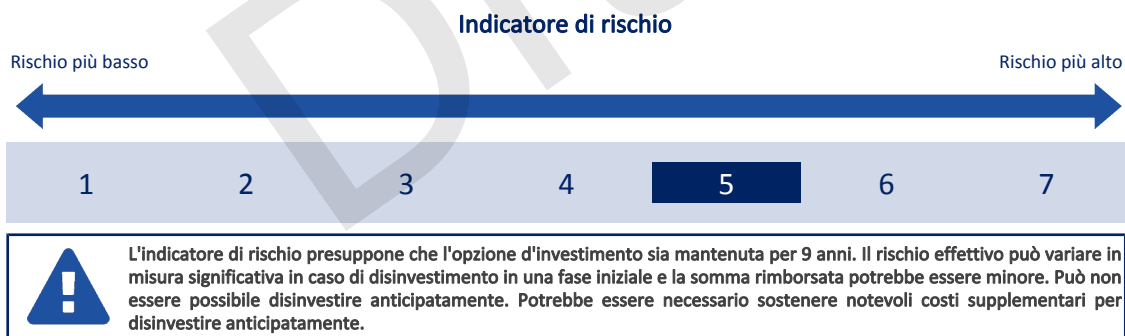 Indicatore di rischio
Rischio più basso
Rischio più alto
1 2 3 4 5 6 7
L'indicatore di rischio presuppone che l'opzione d'investimento sia mantenuta per 9 anni. Il rischio effettivo può variare in
misura significativa in caso di disinvestimento in una fase iniziale e la somma rimborsata potrebbe essere minore. Può non
essere possibile disinvestire anticipatamente. Potrebbe essere necessario sostenere notevoli costi supplementari per
disinvestire anticipatamente.